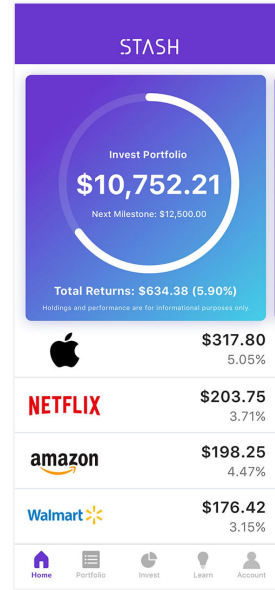 STASH
Invest Portfolio
$10,752.21
Next Milestone: $12,500.00
Total Returns: $634.38 (5.90%)
Holdings and performance are for informational purposes only.
$317.80
5.05%
NETFLIX
$203.75
3.71%
amazon
$198.25
4.47%
Walmart
$176.42
3.15%
Home Portfolio Invest Learn Account